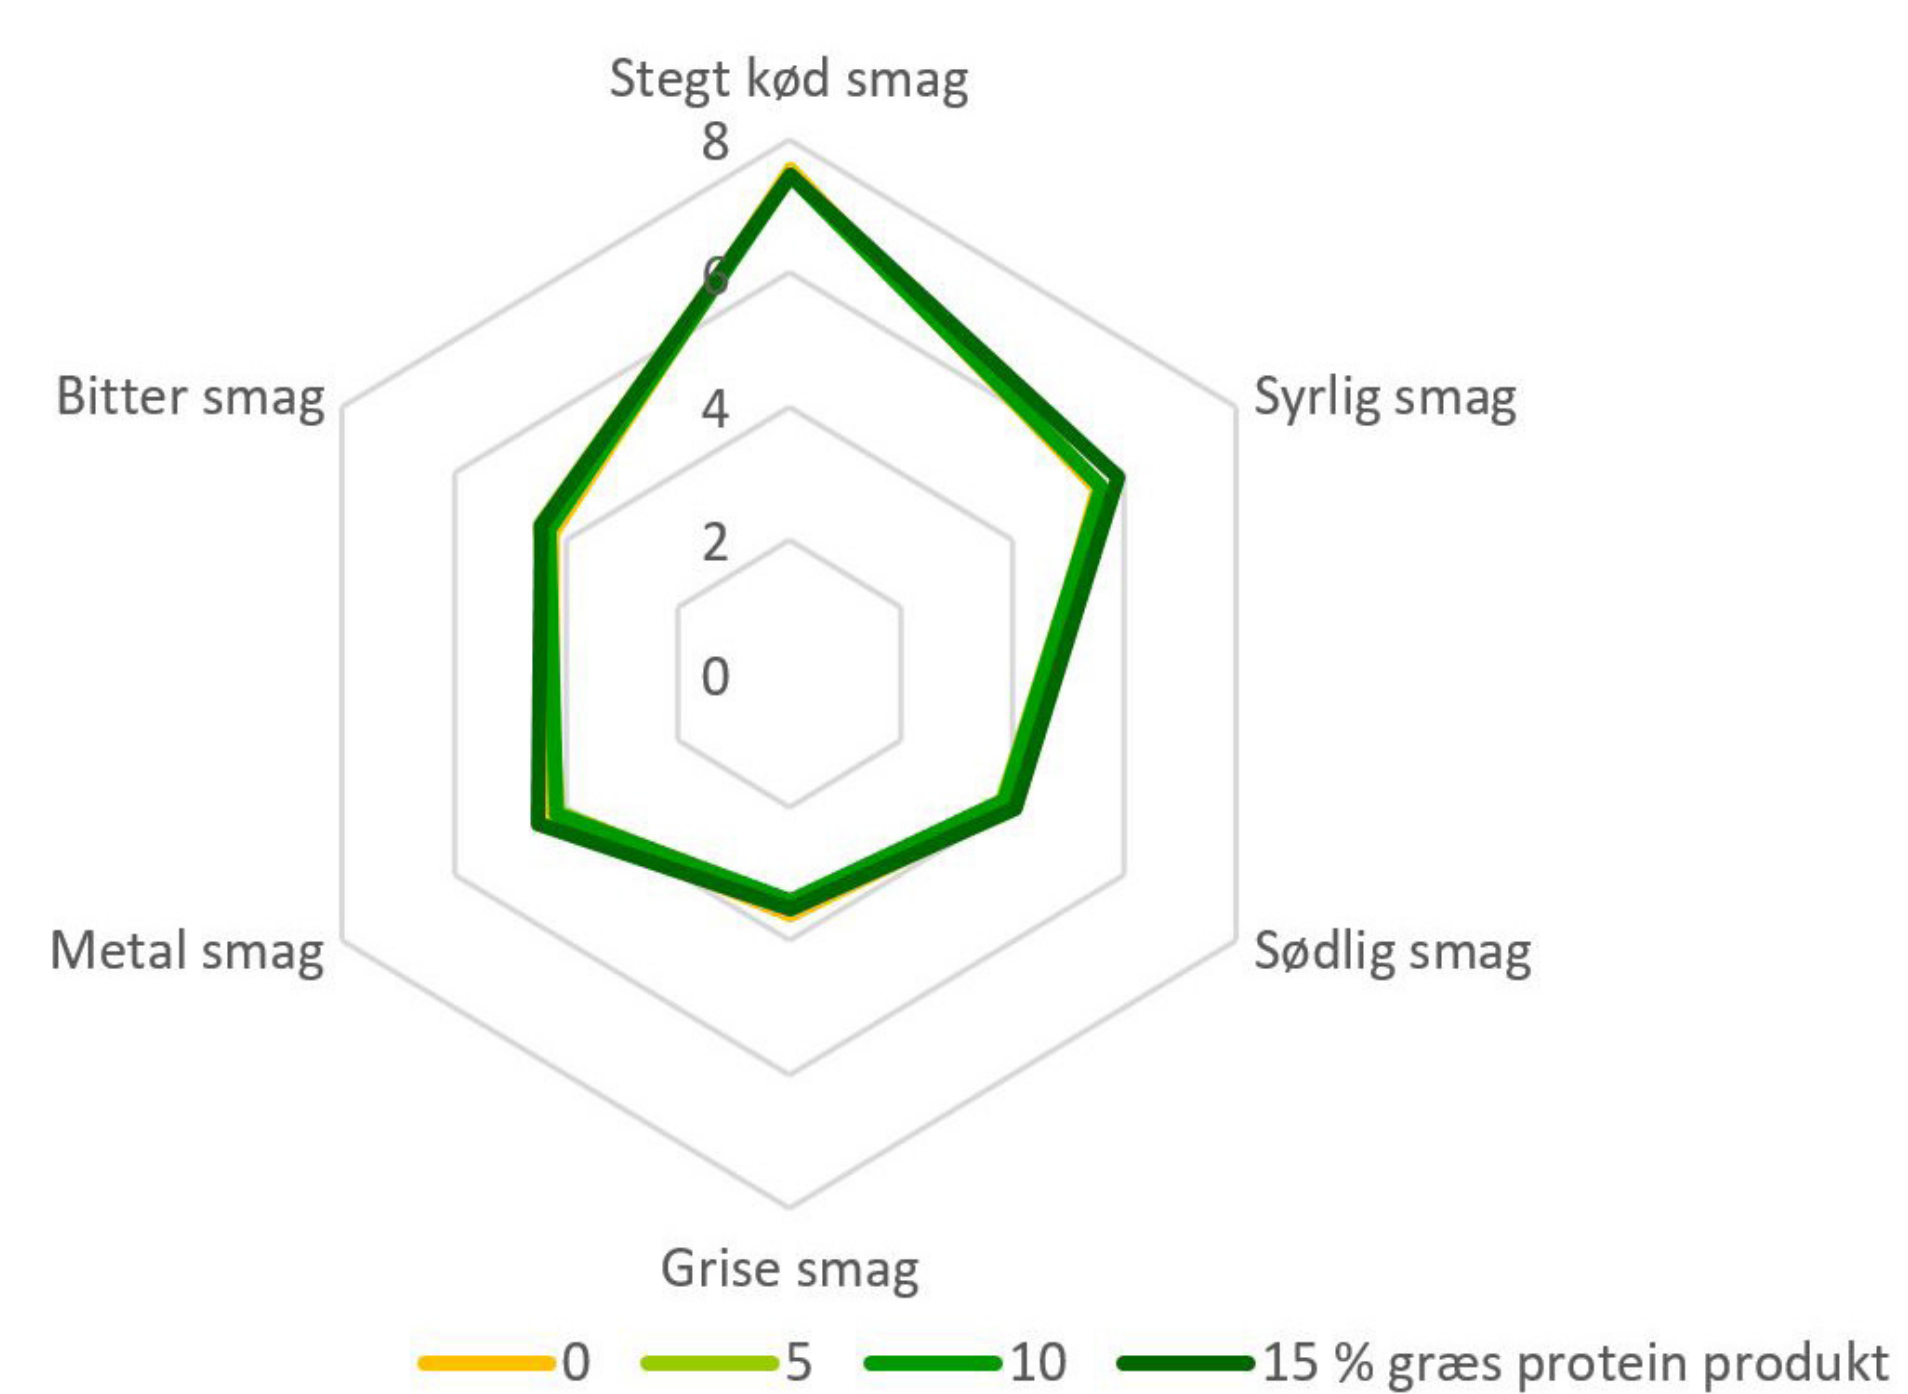 Stegt kød smag
8
6
4
2
0
Syrlig smag
Bitter smag
Metal smag
Sødlig smag
Grise smag
0 5 10 15 % græs protein produkt